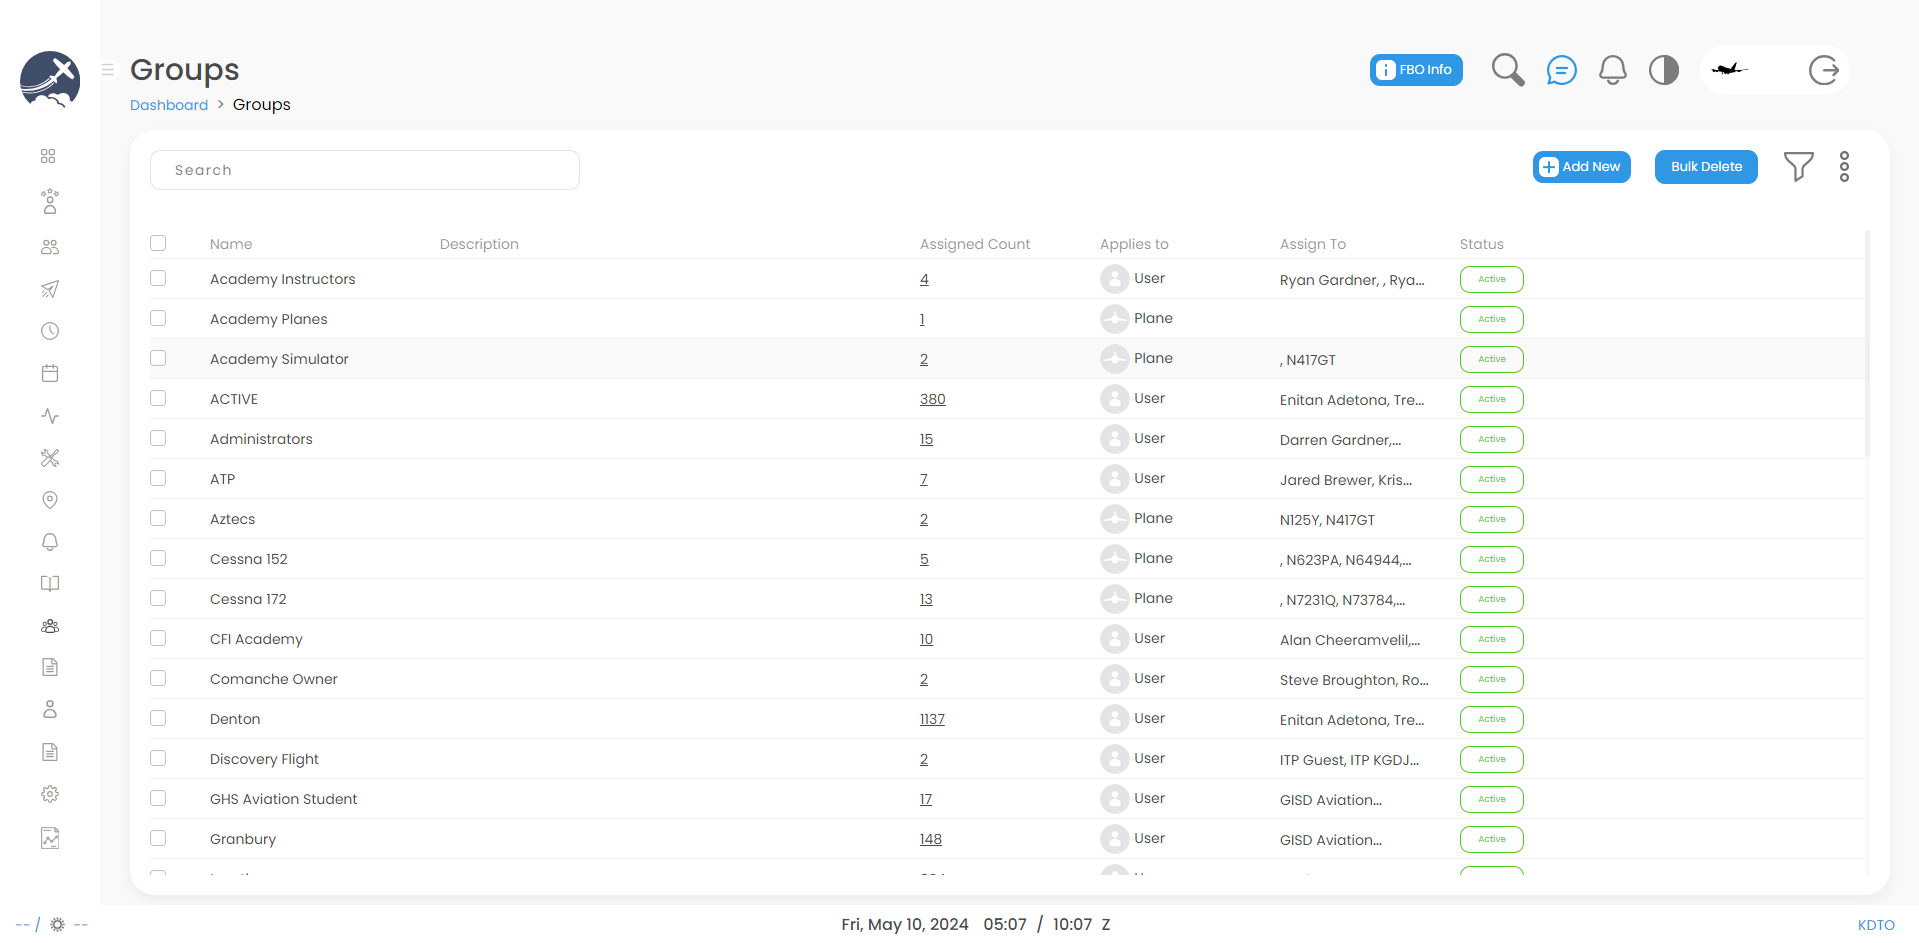 Groups
FBO Info
Dashboard > Groups
Search
Add New
Bulk Delete
Name Description Assigned Count Applies to Assign To Status
Academy Instructors 4 User Ryan Gardner, , Rya... Active
Academy Planes 1 Plane Active
Academy Simulator 2 Plane , N417GT Active
ACTIVE 380 User Enitan Adetona, Tre... Active
Administrators 15 User Darren Gardner,... Active
ATP 7 User Jared Brewer, Kris... Active
Aztecs 2 Plane N125Y, N417GT Active
Cessna 152 5 Plane , N623PA, N64944,... Active
Cessna 172 13 Plane , N7231Q, N73784,... Active
CFI Academy 10 User Alan Cheeramvelil,... Active
Comanche Owner 2 User Steve Broughton, Ro... Active
Denton 1137 User Enitan Adetona, Tre... Active
Discovery Flight 2 User ITP Guest, ITP KGDJ... Active
GHS Aviation Student 17 User GISD Aviation... Active
Granbury 148 User GISD Aviation... Active
-- / -- Fri, May 10, 2024 05:07 / 10:07 Z KDTO